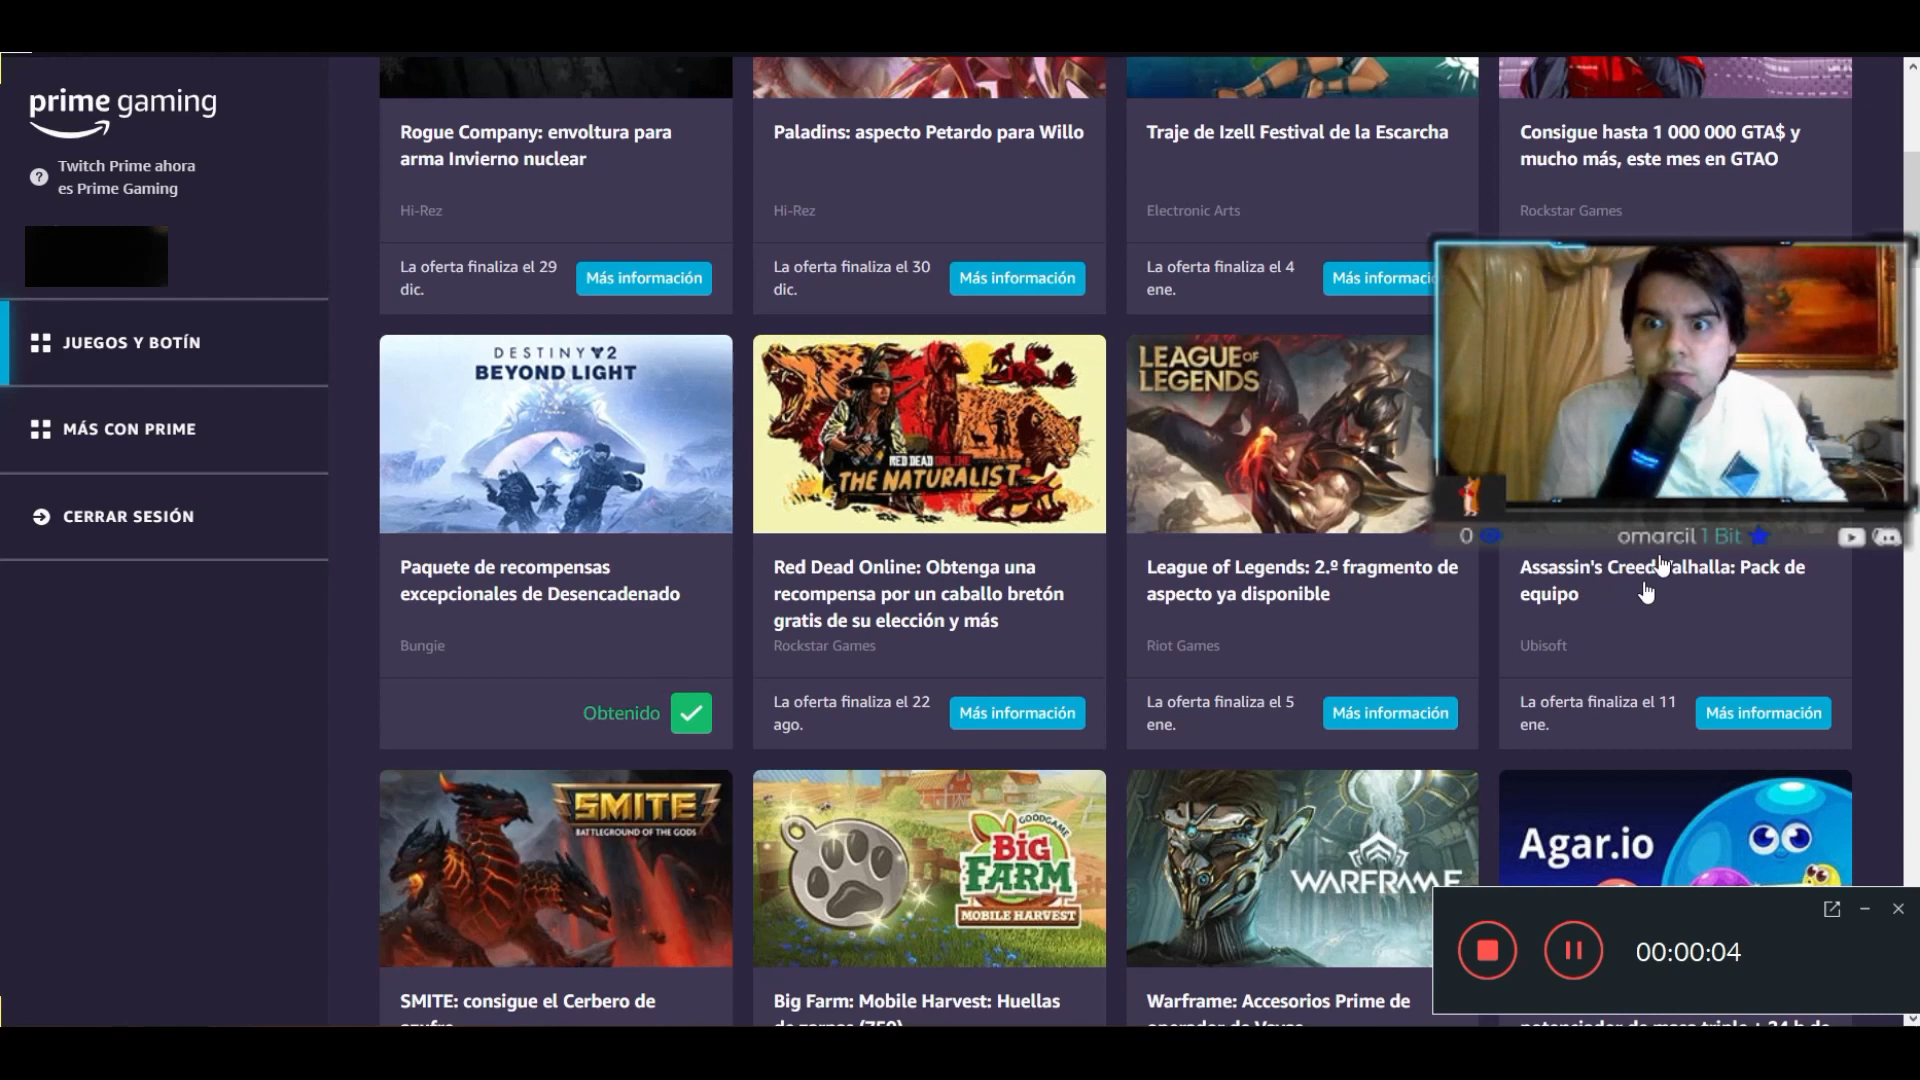 prime gaming
Twitch Prime ahora
es Prime Gaming
JUEGOS Y BOTÍN
MÁS CON PRIME
CERRAR SESIÓN
Rogue Company: envoltura para
arma Invierno nuclear
Hi-Rez
La oferta finaliza el 29
dic.
Más información
Paladins: aspecto Petardo para Willo
Hi-Rez
La oferta finaliza el 30
dic.
Más información
Traje de Izell Festival de la Escarcha
Electronic Arts
La oferta finaliza el 4
ene.
Más
Consigue hasta 1 000 000 GTA$ y
mucho más, este mes en GTAO
Rockstar Games
DESTINY 2
BEYOND LIGHT
Paquete de recompensas
excepcionales de Desencadenado
Bungie
Obtenido
RED DEAD ONLINE
THE NATURALIST
Red Dead Online: Obtenga una
recompensa por un caballo bretón
gratis de su elección y más
Rockstar Games
La oferta finaliza el 22
ago.
Más información
LEAGUE OF
LEGENDS
League of Legends: 2.º fragmento de
aspecto ya disponible
Riot Games
La oferta finaliza el 5
ene.
Más información
0
omarcil 1 Bit
Assassin's Creed Valhalla: Pack de
equipo
Ubisoft
La oferta finaliza el 11
ene.
Más información
SMITE
BATTLEGROUND OF THE GODS
SMITE: consigue el Cerbero de
GOODGAME
BIG
FARM
MOBILE HARVEST
Big Farm: Mobile Harvest: Huellas
de zarpas (750)
WARFRAME
Warframe: Accesorios Prime de
Agar.io
00:00:04